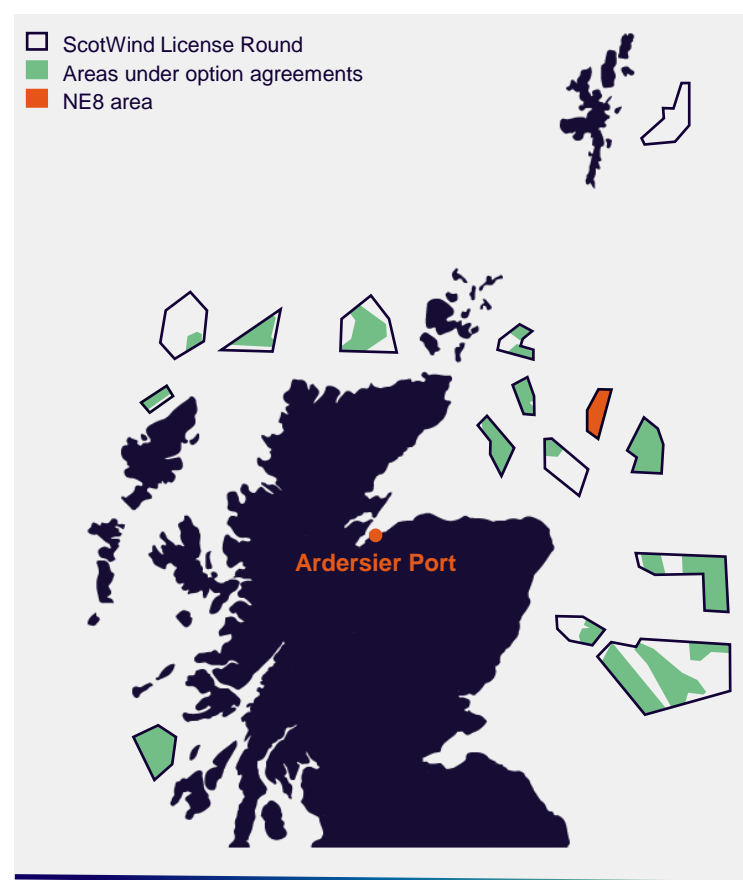 ScotWind License Round
Areas under option agreements
NE8 area
Ardersier Port